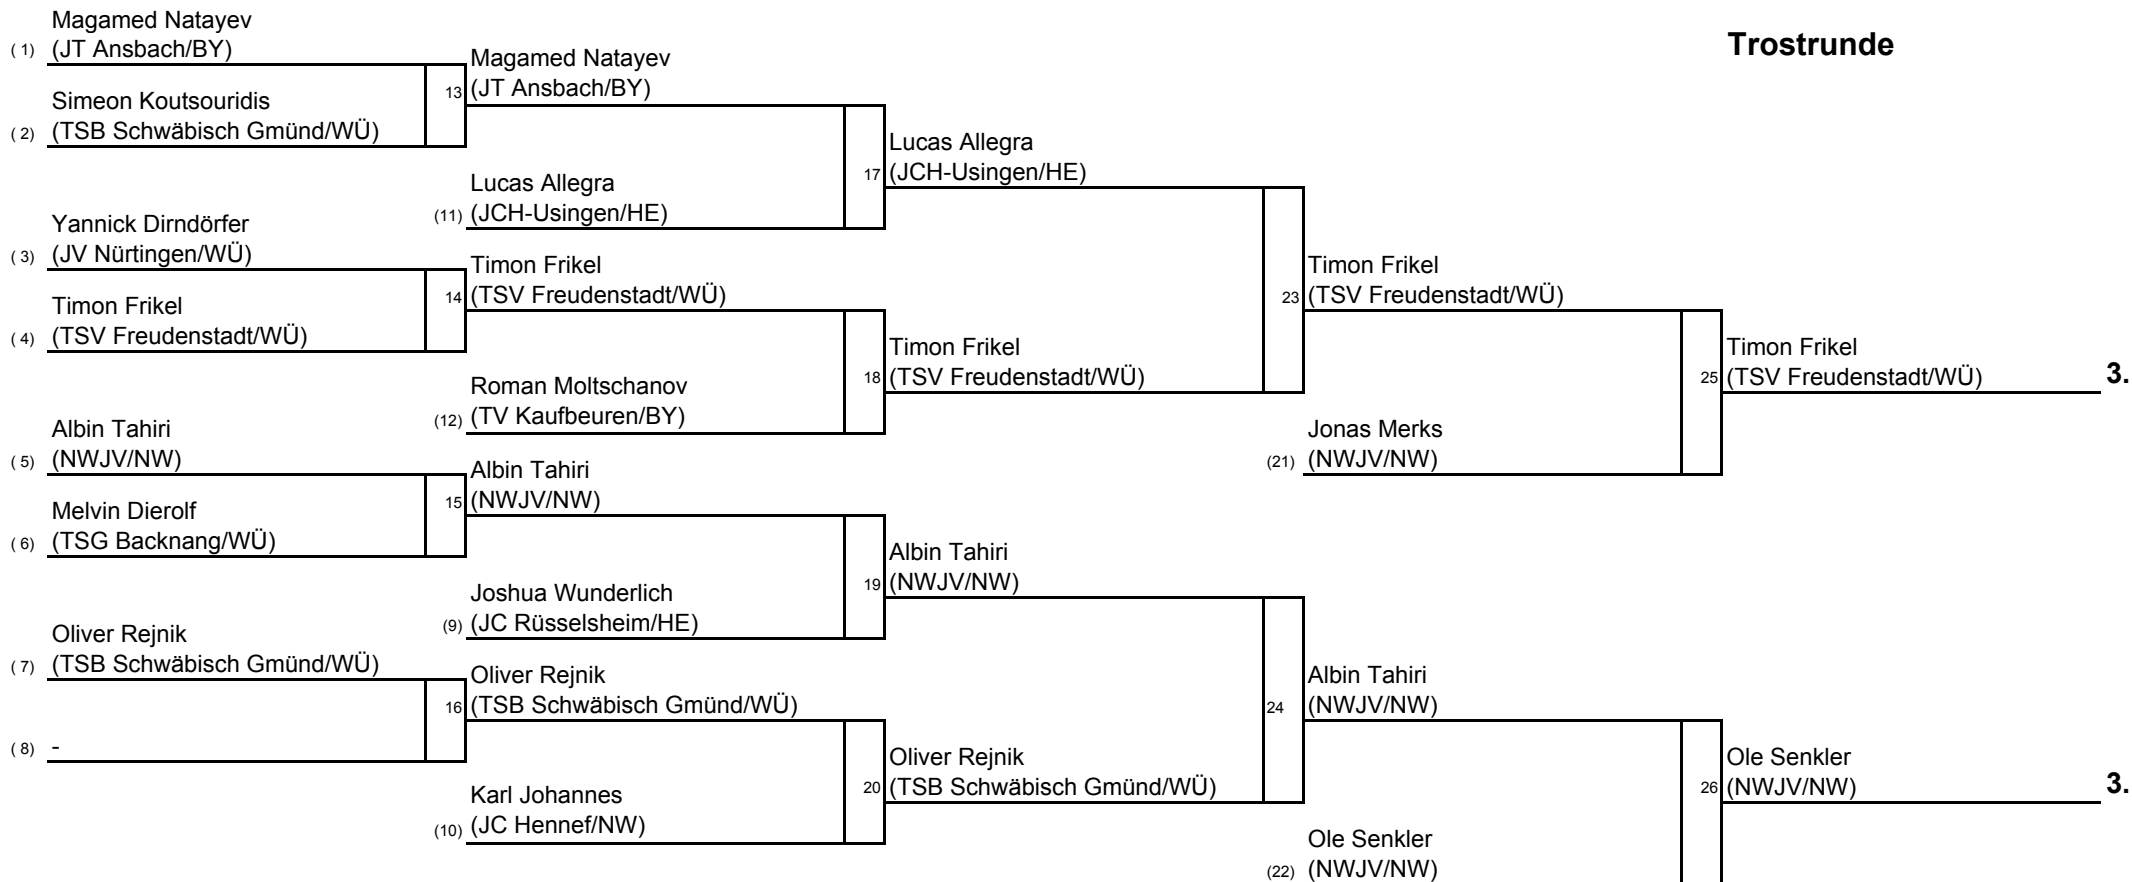 Trostrunde
Magamed Natayev
( 1) (JT Ansbach/BY)
Simeon Koutsouridis
( 2) (TSB Schwäbisch Gmünd/WÜ)
Yannick Dirndörfer
( 3) (JV Nürtingen/WÜ)
Timon Frikel
( 4) (TSV Freudenstadt/WÜ)
Albin Tahiri
( 5) (NWJV/NW)
Melvin Dierolf
( 6) (TSG Backnang/WÜ)
Oliver Rejnik
( 7) (TSB Schwäbisch Gmünd/WÜ)
( 8) -
Magamed Natayev
13 (JT Ansbach/BY)
Lucas Allegra
(11) (JCH-Usingen/HE)
Timon Frikel
14 (TSV Freudenstadt/WÜ)
Roman Moltschanov
(12) (TV Kaufbeuren/BY)
Albin Tahiri
15 (NWJV/NW)
Joshua Wunderlich
(9) (JC Rüsselsheim/HE)
Oliver Rejnik
16 (TSB Schwäbisch Gmünd/WÜ)
Karl Johannes
(10) (JC Hennef/NW)
Lucas Allegra
17 (JCH-Usingen/HE)
Timon Frikel
18 (TSV Freudenstadt/WÜ)
Albin Tahiri
19 (NWJV/NW)
Oliver Rejnik
20 (TSB Schwäbisch Gmünd/WÜ)
Timon Frikel
23 (TSV Freudenstadt/WÜ)
Jonas Merks
(21) (NWJV/NW)
Albin Tahiri
24 (NWJV/NW)
Ole Senkler
(22) (NWJV/NW)
Timon Frikel
25 (TSV Freudenstadt/WÜ) 3.
Ole Senkler
26 (NWJV/NW) 3.